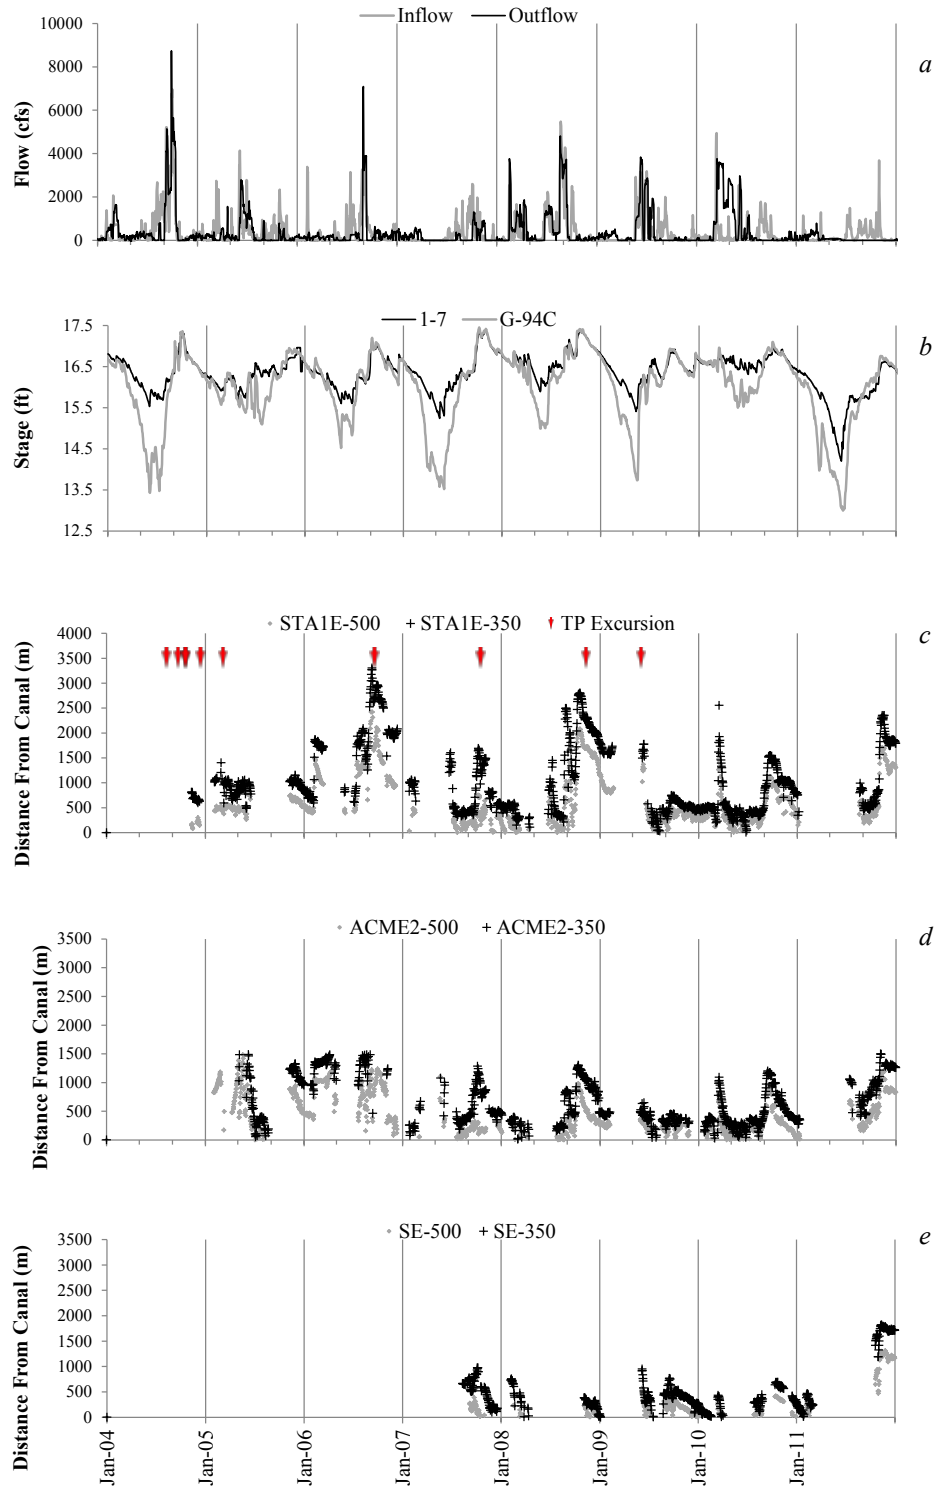 Inflow Outflow
a
Flow (cfs)
10000
8000
6000
4000
2000
0
1-7 G-94C
b
Stage (ft)
17.5
16.5
15.5
14.5
13.5
12.5
STA1E-500 STA1E-350 TP Excursion
c
Distance From Canal (m)
4000
3500
3000
2500
2000
1500
1000
500
0
ACME2-500 ACME2-350
d
Distance From Canal (m)
3500
3000
2500
2000
1500
1000
500
0
SE-500 SE-350
e
Distance From Canal (m)
3500
3000
2500
2000
1500
1000
500
0
Jan-04 Jan-05 Jan-06 Jan-07 Jan-08 Jan-09 Jan-10 Jan-11